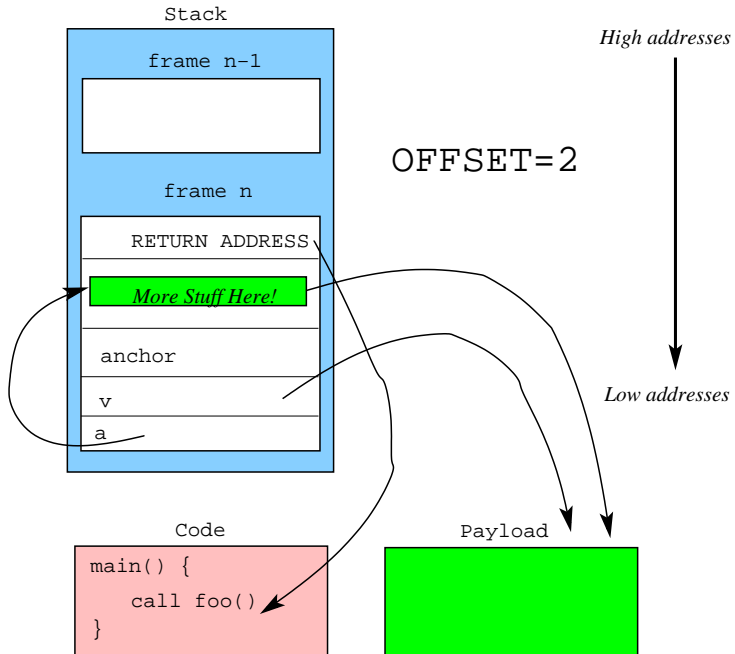 Stack
High addresses
frame n-1
OFFSET=2
frame n
RETURN ADDRESS
More Stuff Here!
anchor
Low addresses
v
a
Code
Payload
main() {
call foo()
}